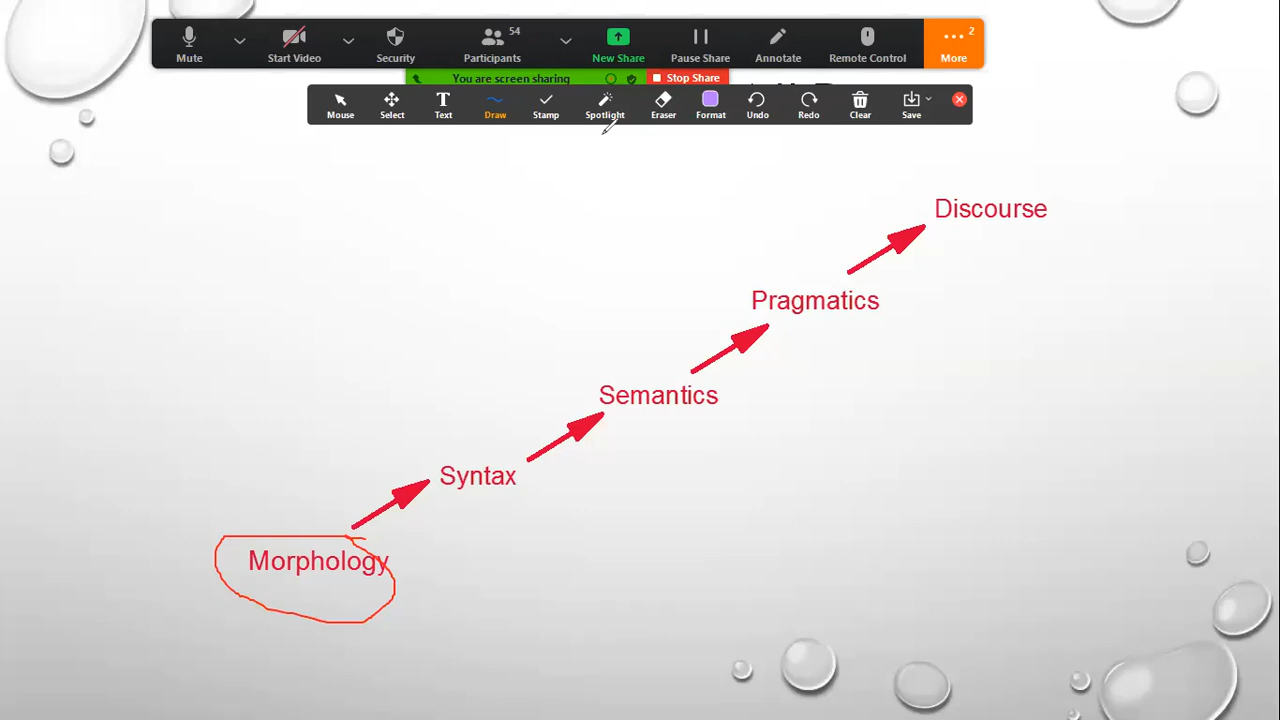 54
2
Mute
Start Video
Security
Participants
New Share
Pause Share
Annotate
Remote Control
More
You are screen sharing
Stop Share
Mouse
Select
Text
Draw
Stamp
Spotlight
Eraser
Format
Undo
Redo
Clear
Save
Discourse
Pragmatics
Semantics
Syntax
Morphology